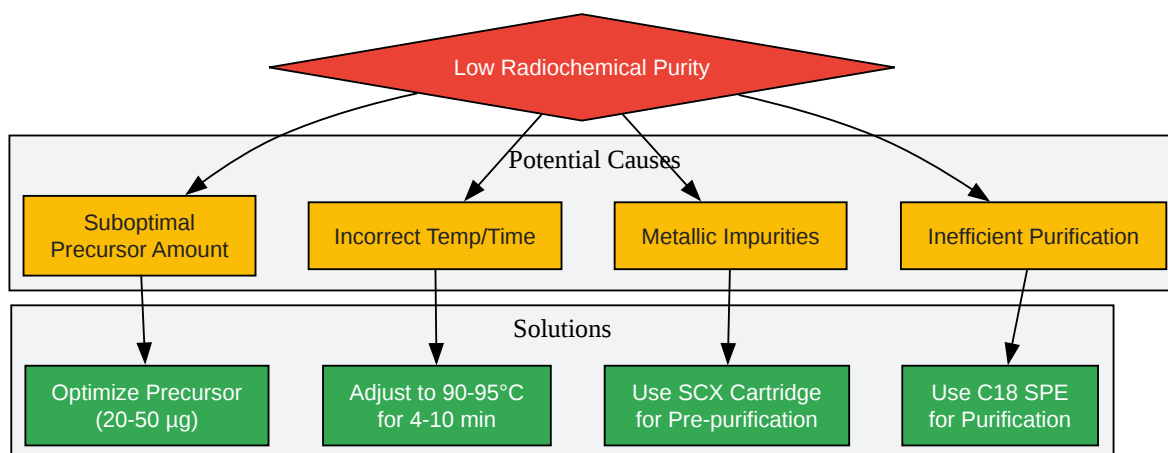 Low Radiochemical Purity
Potential Causes
Suboptimal
Precursor Amount
Incorrect Temp/Time
Metallic Impurities
Inefficient Purification
Solutions
Optimize Precursor
(20-50 µg)
Adjust to 90-95°C
for 4-10 min
Use SCX Cartridge
for Pre-purification
Use C18 SPE
for Purification